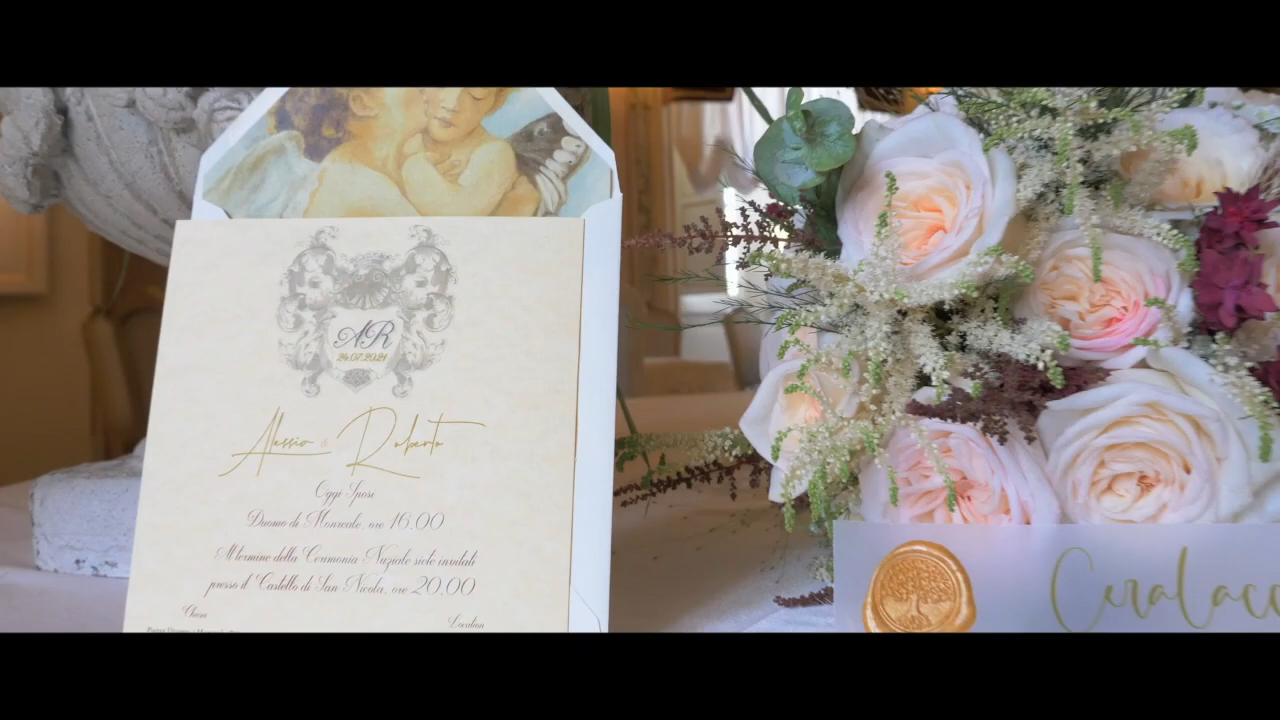 AR
24.07.2021
Alessio & Roberto
Oggi Sposi
Duomo di Monreale, ore 16.00
Al termine della Cerimonia Nuziale siete invitati
presso il Castello di San Nicola, ore 20.00
Chiesa
Location
Ceralacc